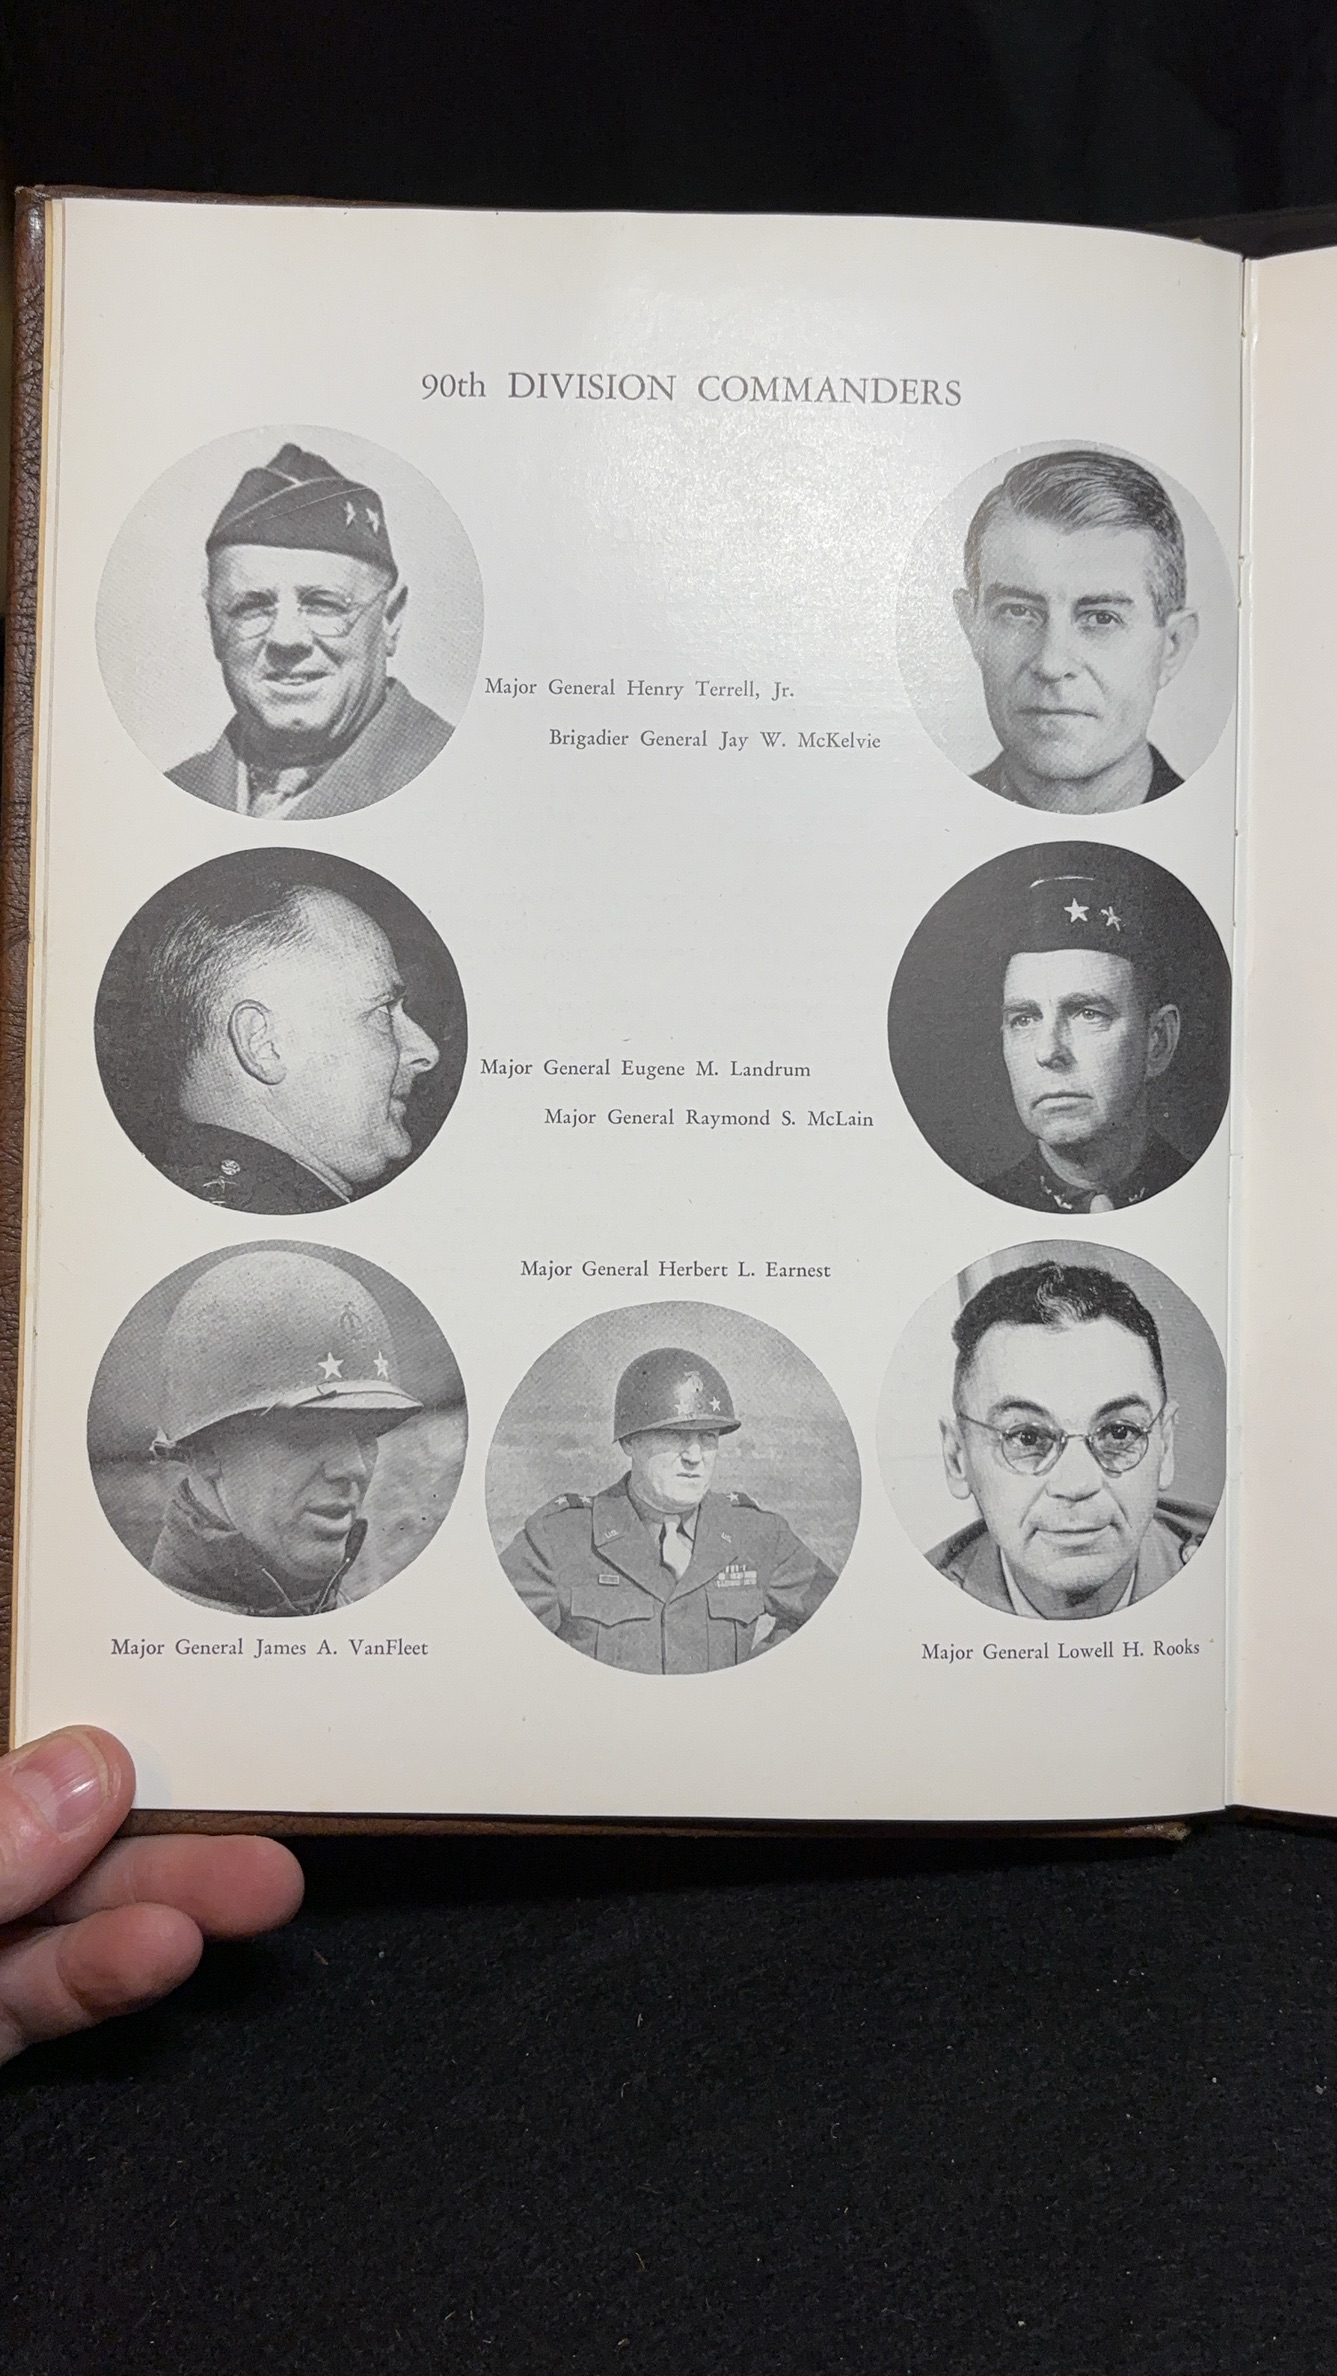 90th DIVISION COMMANDERS
Major General Henry Terrell, Jr.
Brigadier General Jay W. McKelvie
Major General Eugene M. Landrum
Major General Raymond S. McLain
Major General Herbert L. Earnest
Major General James A. VanFleet
Major General Lowell H. Rooks